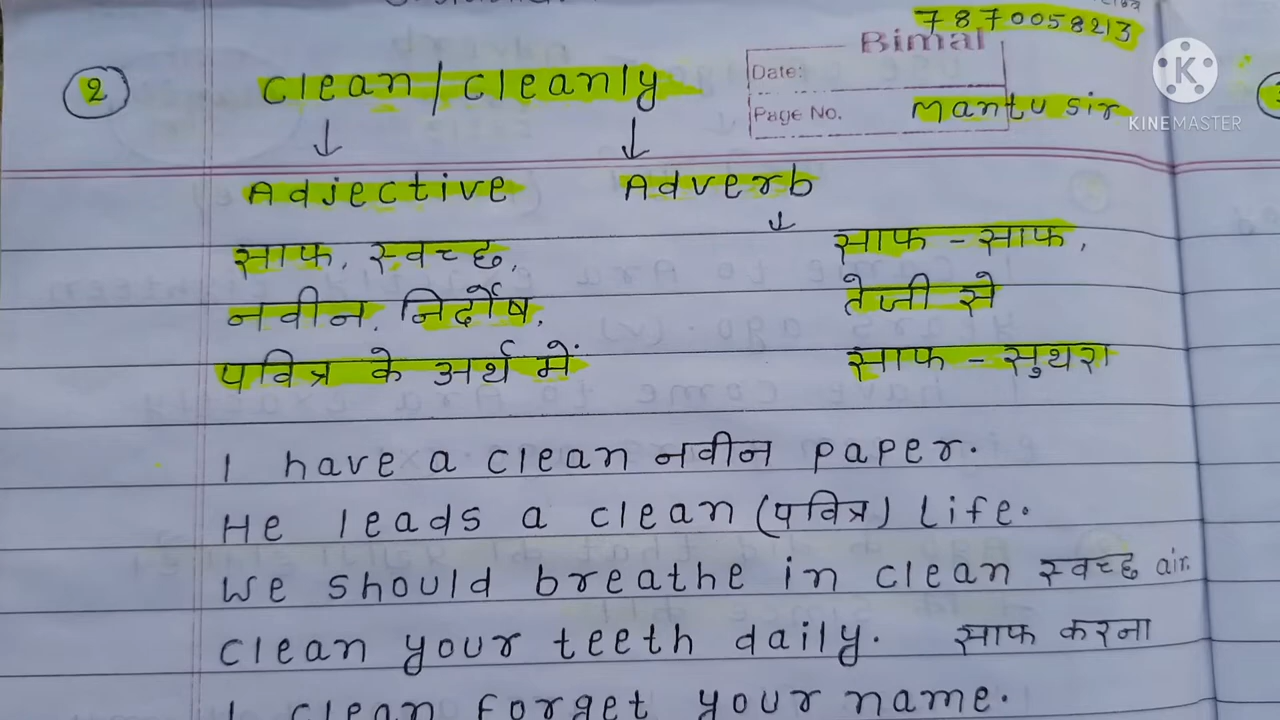 7870058213
Bimal
② Clean/Cleanly
Date:
Page No.
Mantu sir
K
KINEMASTER
↓ ↓
Adjective Adverb
↓
साफ, स्वच्छ, साफ - साफ,
नवीन, निर्दोष, तेजी से
पवित्र के अर्थ में साफ - सुथरा
I have a clean नवीन paper.
He leads a clean (पवित्र) Life.
We should breathe in clean स्वच्छ air.
Clean your teeth daily. साफ करना
I clean forget your name.